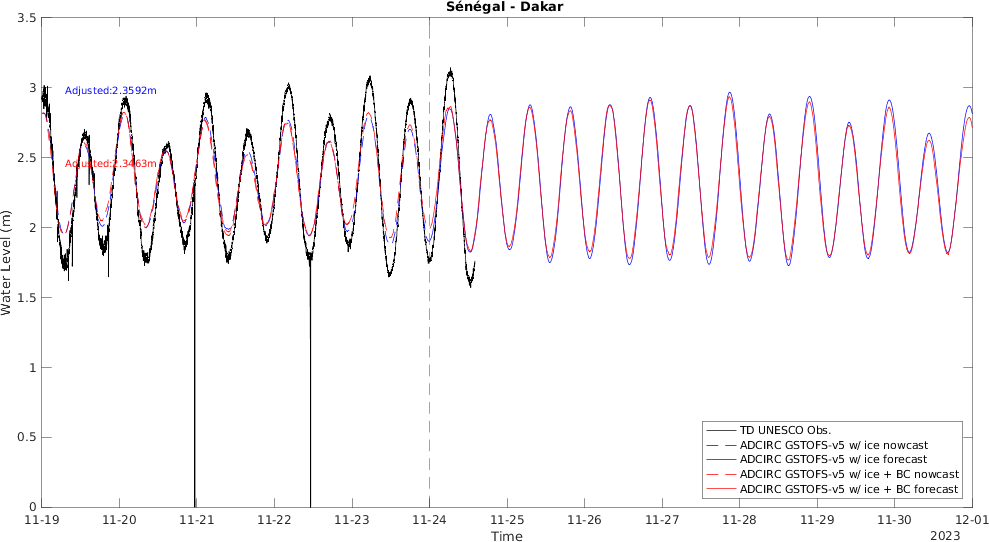 Sénégal - Dakar
3.5
3
2.5
2
1.5
1
0.5
0
Water Level (m)
Adjusted:2.3592m
Adjusted:2.3463m
TD UNESCO Obs.
ADCIRC GSTOFS-v5 w/ ice nowcast
ADCIRC GSTOFS-v5 w/ ice forecast
ADCIRC GSTOFS-v5 w/ ice + BC nowcast
ADCIRC GSTOFS-v5 w/ ice + BC forecast
11-19 11-20 11-21 11-22 11-23 11-24 11-25 11-26 11-27 11-28 11-29 11-30 12-01
Time
2023